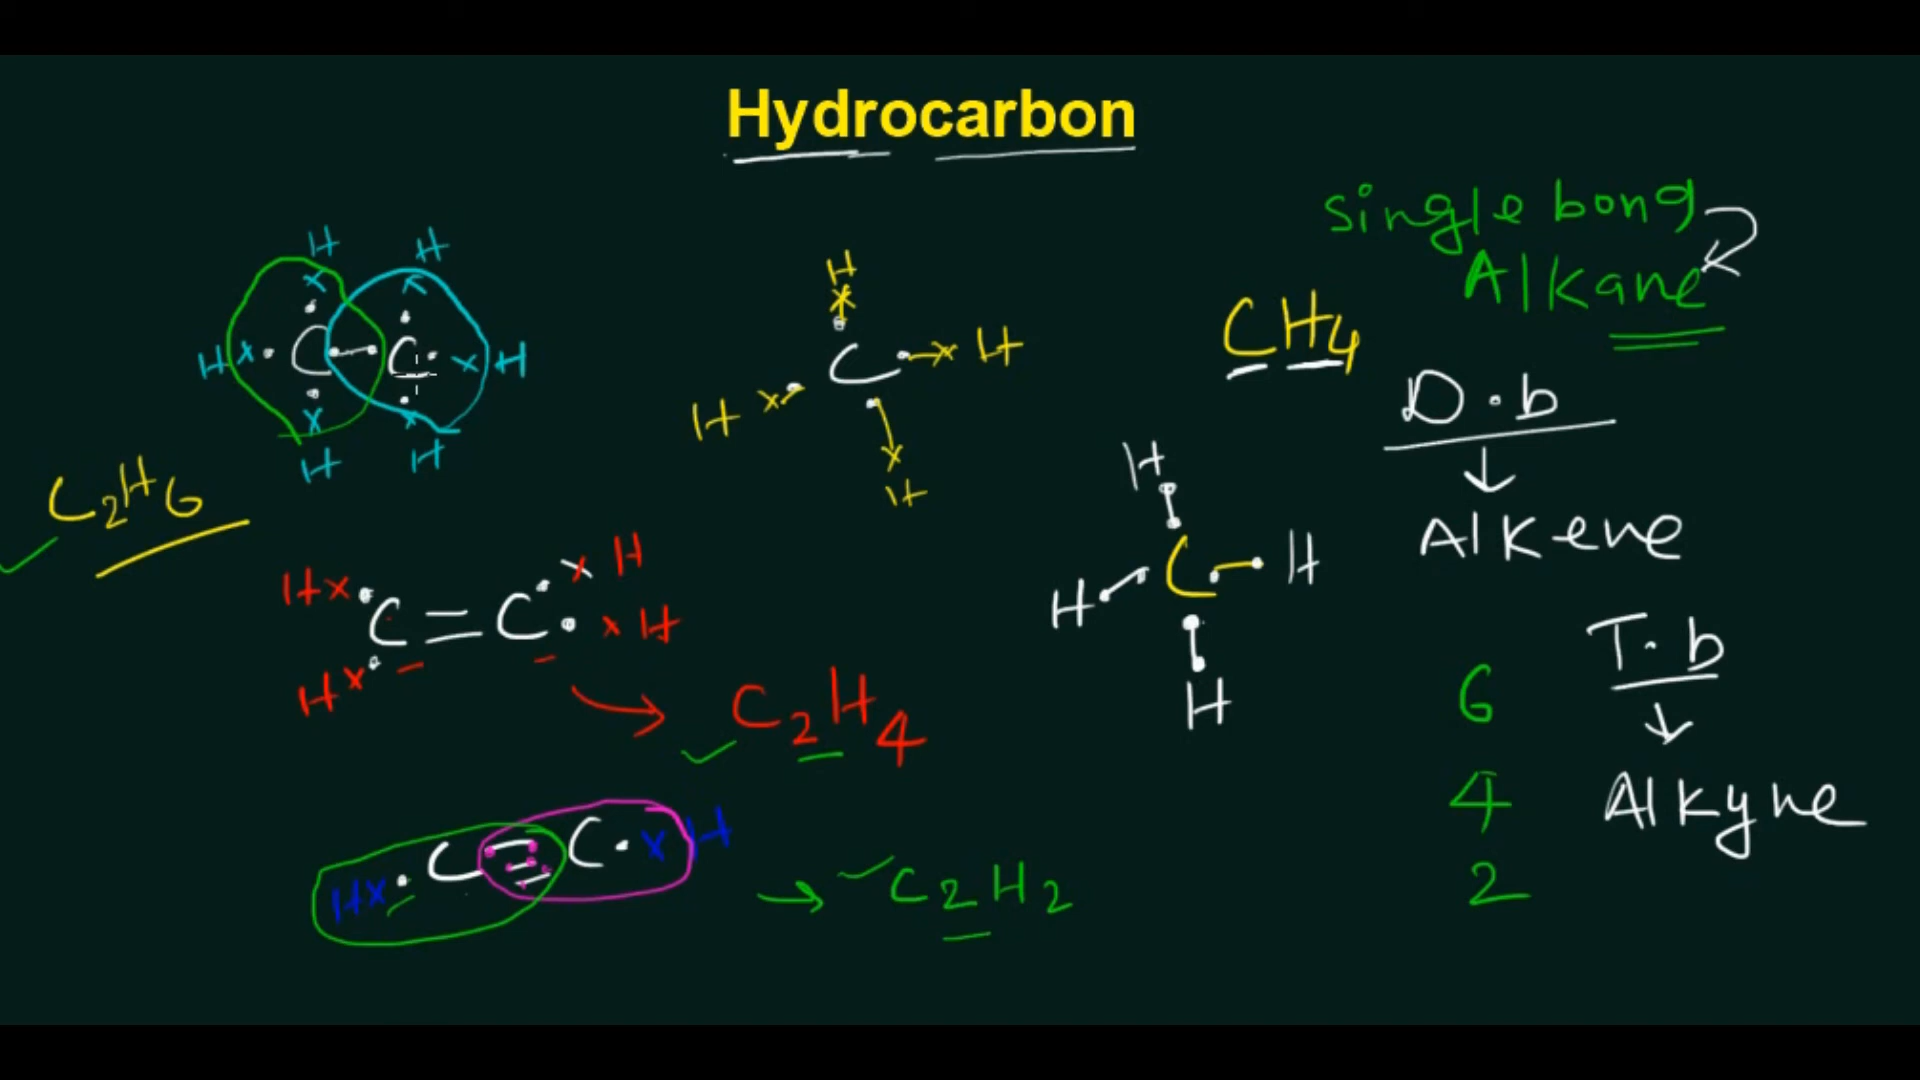 Hydrocarbon
single bong
Alkane
H H
H x C C x H
H H
C2H6
H
C x H
H x
x
H
CH4
D.b
Alkene
H
H C H
H
H x C = C x H
H x x H
C2H4
T.b
Alkyne
6
4
2
H x C ≡ C x H
C2H2